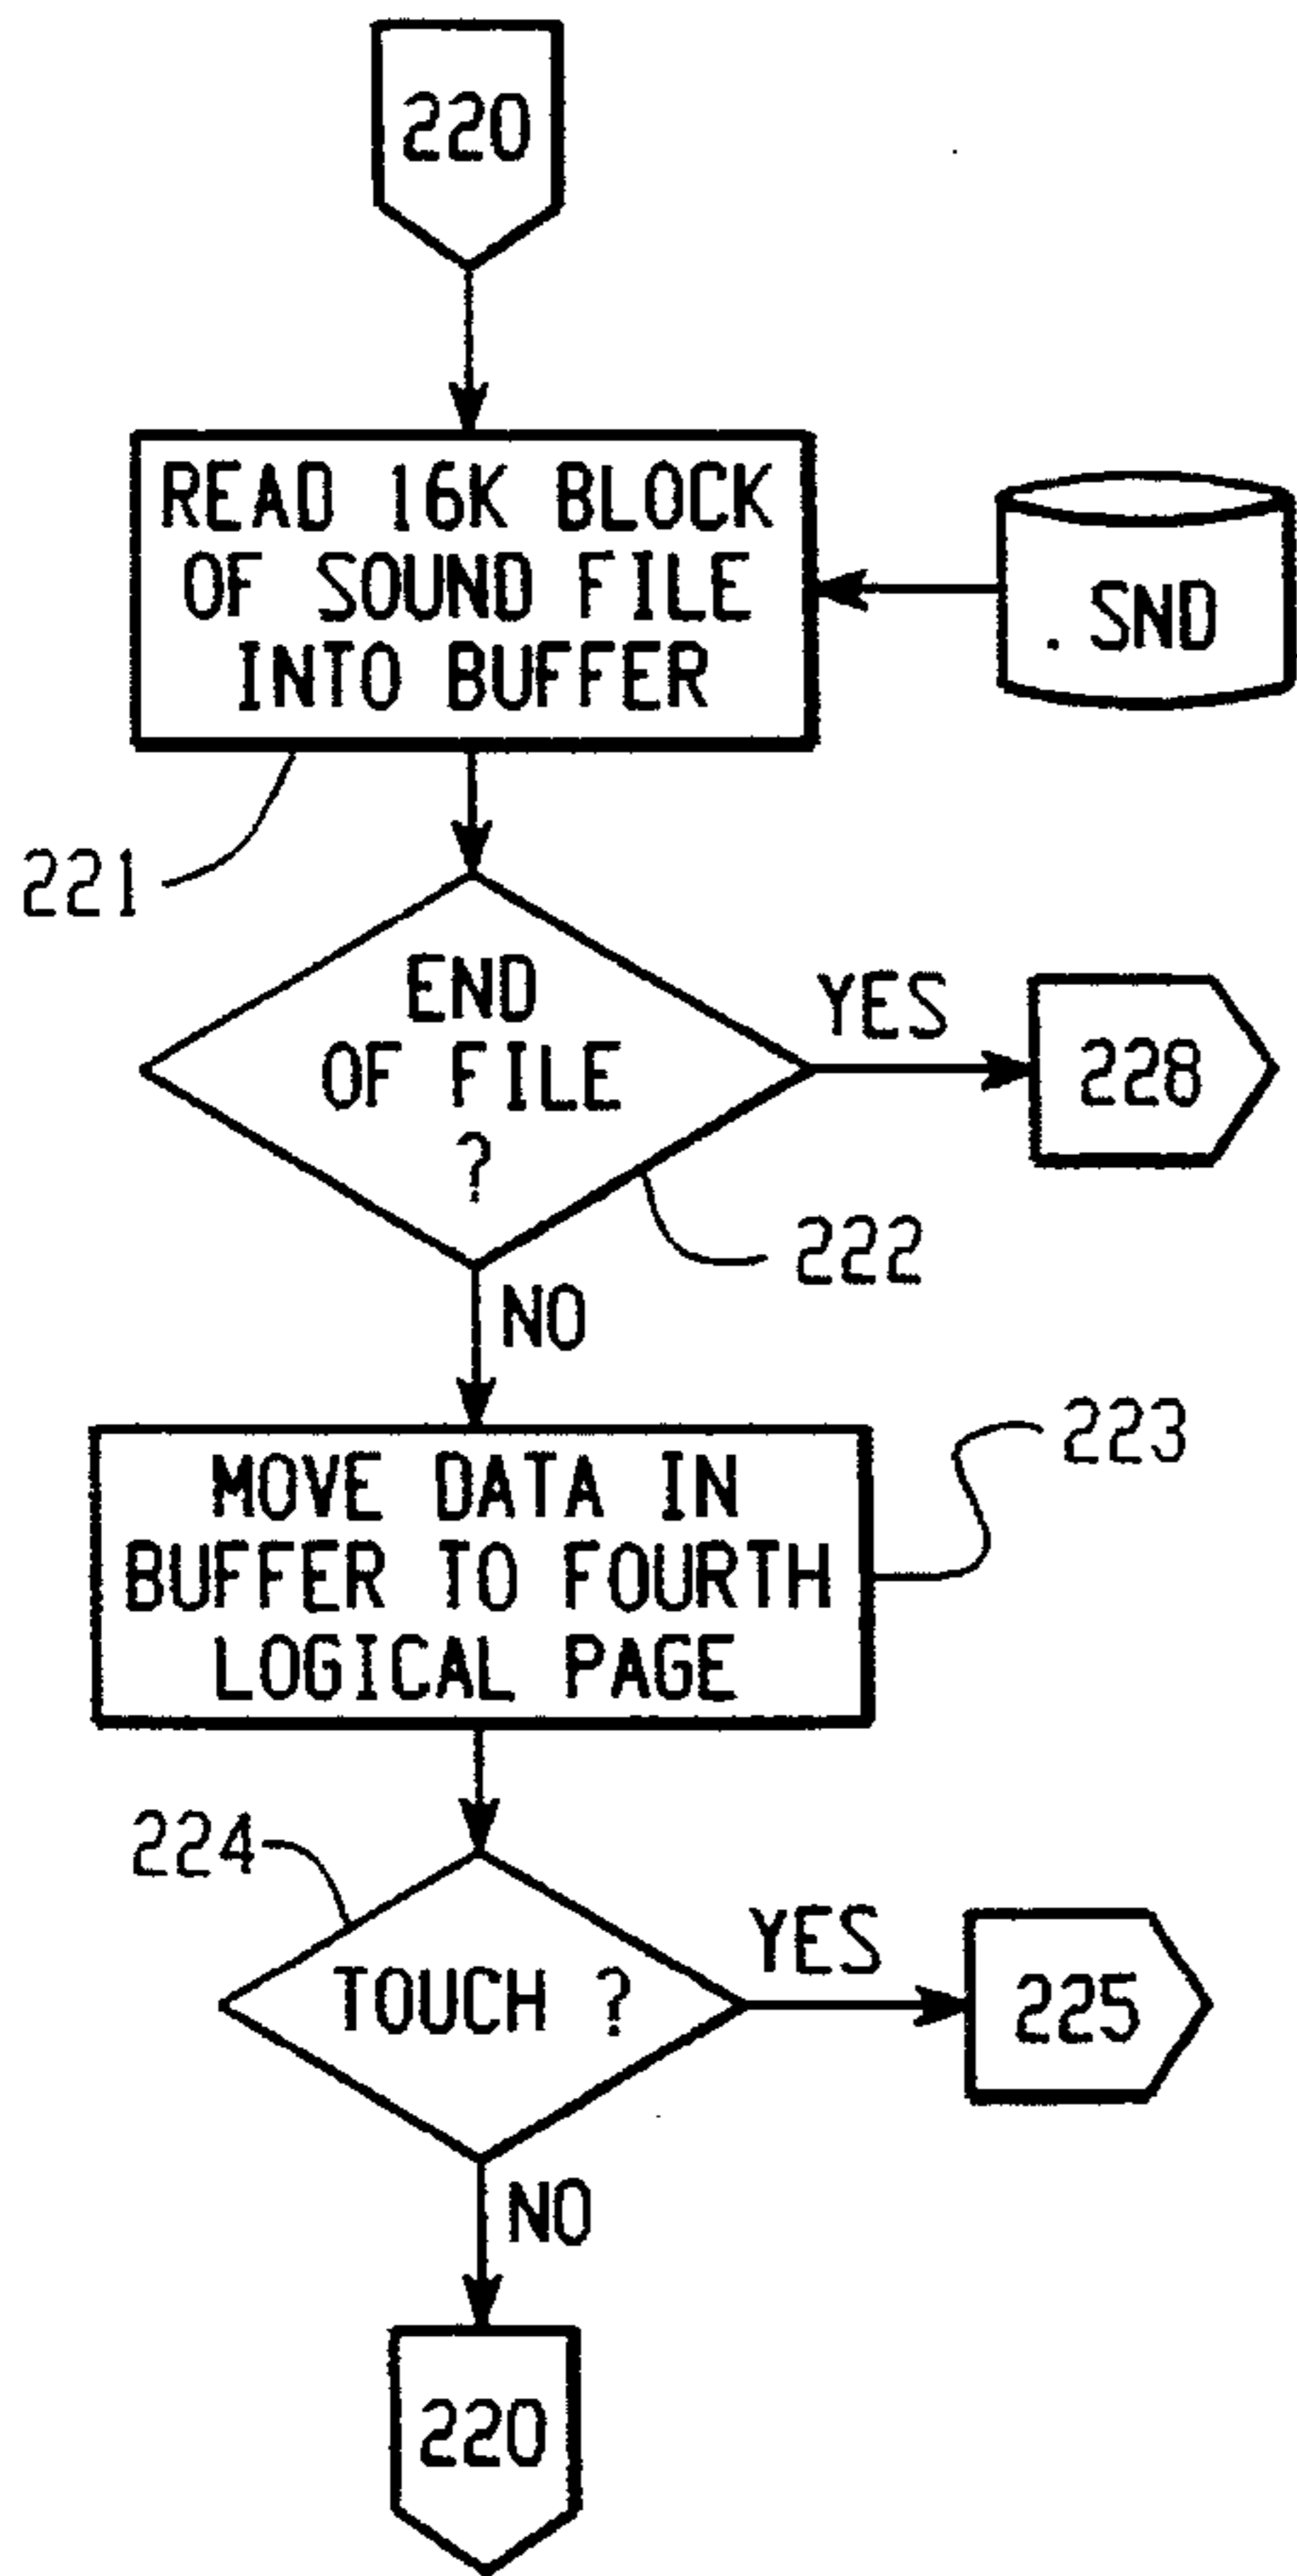 220
READ 16K BLOCK
OF SOUND FILE
INTO BUFFER
. SND
221
END
OF FILE
?
YES
228
222
NO
MOVE DATA IN
BUFFER TO FOURTH
LOGICAL PAGE
223
224
TOUCH ?
YES
225
NO
220